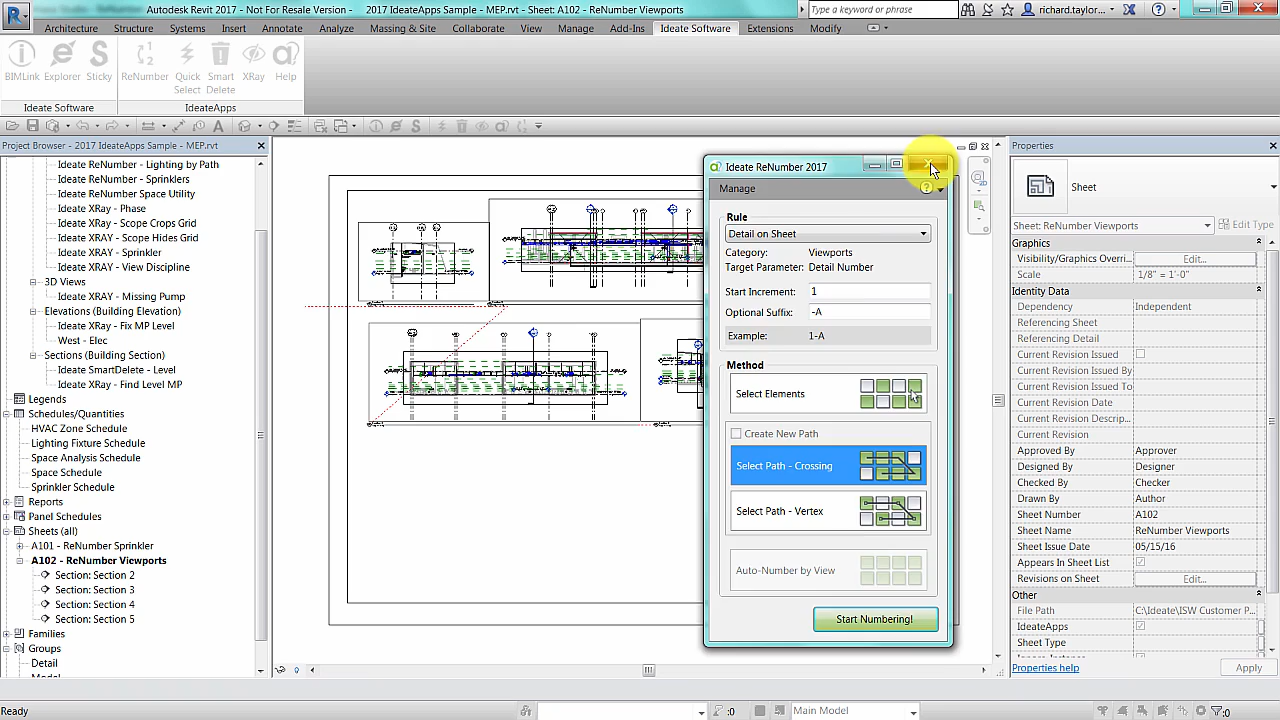 Autodesk Revit 2017 - Not For Resale Version - 2017 IdeateApps Sample - MEP.rvt - Sheet: A102 - ReNumber Viewports
Type a keyword or phrase
richard.taylor...
Architecture Structure Systems Insert Annotate Analyze Massing & Site Collaborate View Manage Add-Ins Ideate Software Extensions Modify
BIMLink Explorer Sticky ReNumber Quick Select Smart Delete XRay Help
Ideate Software IdeateApps
Project Browser - 2017 IdeateApps Sample - MEP.rvt
Ideate ReNumber - Lighting by Path
Ideate ReNumber - Sprinklers
Ideate ReNumber Space Utility
Ideate XRay - Phase
Ideate XRay - Scope Crops Grid
Ideate XRay - Scope Hides Grid
Ideate XRAY - Sprinkler
Ideate XRAY - View Discipline
3D Views
Ideate XRAY - Missing Pump
Elevations (Building Elevation)
Ideate XRay - Fix MP Level
West - Elec
Sections (Building Section)
Ideate SmartDelete - Level
Ideate XRay - Find Level MP
Legends
Schedules/Quantities
HVAC Zone Schedule
Lighting Fixture Schedule
Space Analysis Schedule
Space Schedule
Sprinkler Schedule
Reports
Panel Schedules
Sheets (all)
A101 - ReNumber Sprinkler
A102 - ReNumber Viewports
Section: Section 2
Section: Section 3
Section: Section 4
Section: Section 5
Families
Groups
Detail
Ideate ReNumber 2017
Manage
Rule
Detail on Sheet
Category: Viewports
Target Parameter: Detail Number
Start Increment: 1
Optional Suffix: -A
Example: 1-A
Method
Select Elements
Create New Path
Select Path - Crossing
Select Path - Vertex
Auto-Number by View
Start Numbering!
Properties
Sheet
Sheet: ReNumber Viewports Edit Type
Graphics
Visibility/Graphics Overri... Edit...
Scale 1/8" = 1'-0"
Identity Data
Dependency Independent
Referencing Sheet
Referencing Detail
Current Revision Issued
Current Revision Issued By
Current Revision Issued To
Current Revision Date
Current Revision Descrip...
Current Revision
Approved By Approver
Designed By Designer
Checked By Checker
Drawn By Author
Sheet Number A102
Sheet Name ReNumber Viewports
Sheet Issue Date 05/15/16
Appears In Sheet List
Revisions on Sheet Edit...
Other
File Path C:\Ideate\ISW Customer P...
IdeateApps
Sheet Type
Properties help Apply
Ready :0 Main Model :0